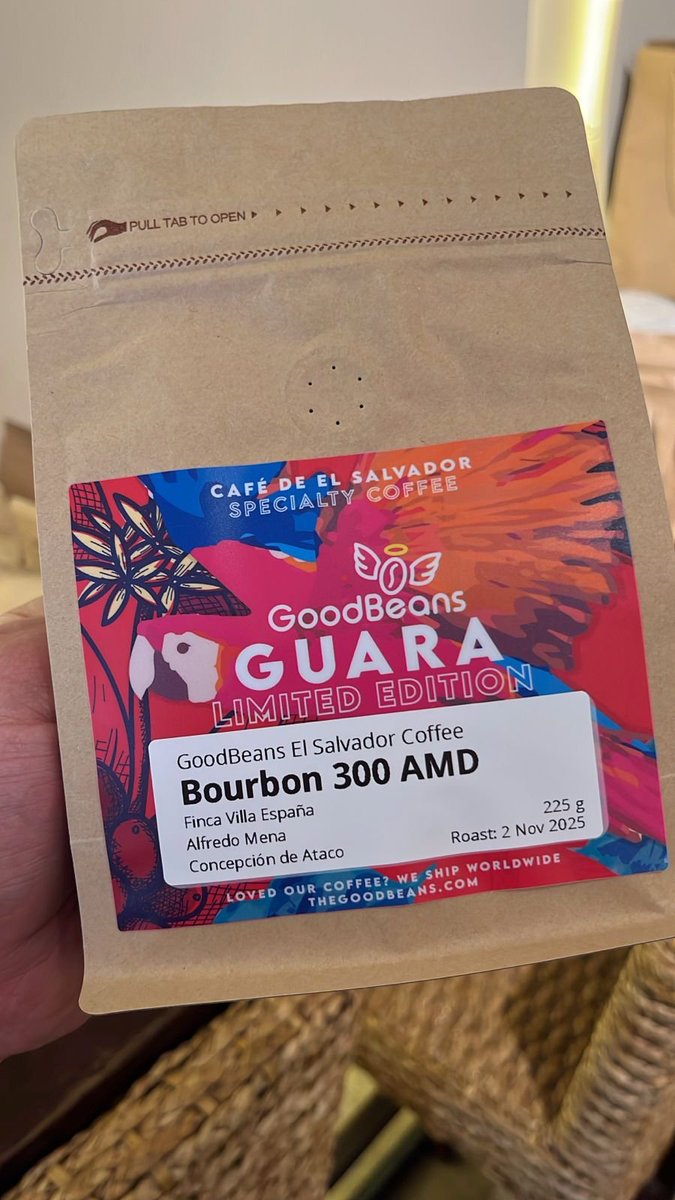 PULL TAB TO OPEN
CAFÉ DE EL SALVADOR
SPECIALTY COFFEE
GoodBeans
GUARA
LIMITED EDITION
GoodBeans El Salvador Coffee
Bourbon 300 AMD
Finca Villa España
Alfredo Mena
Concepción de Ataco
225 g
Roast: 2 Nov 2025
LOVED OUR COFFEE? WE SHIP WORLDWIDE
THEGOODBEANS.COM